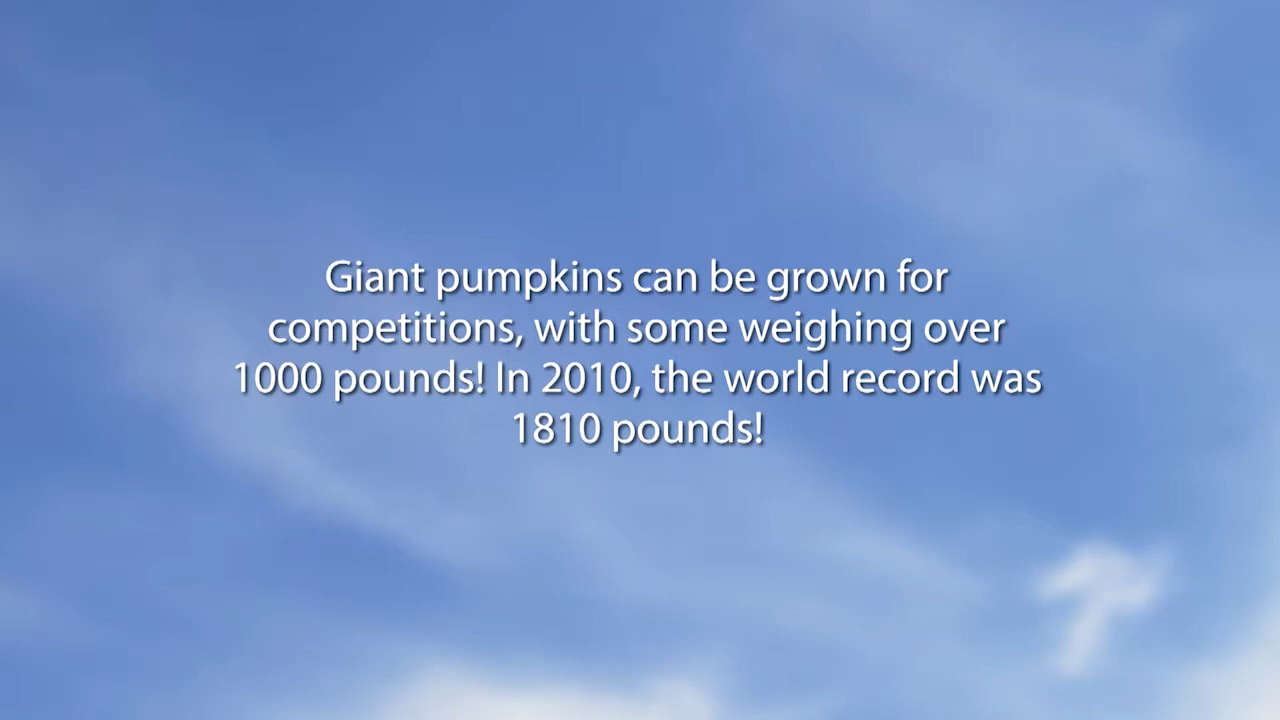 Giant pumpkins can be grown for
competitions, with some weighing over
1000 pounds! In 2010, the world record was
1810 pounds!